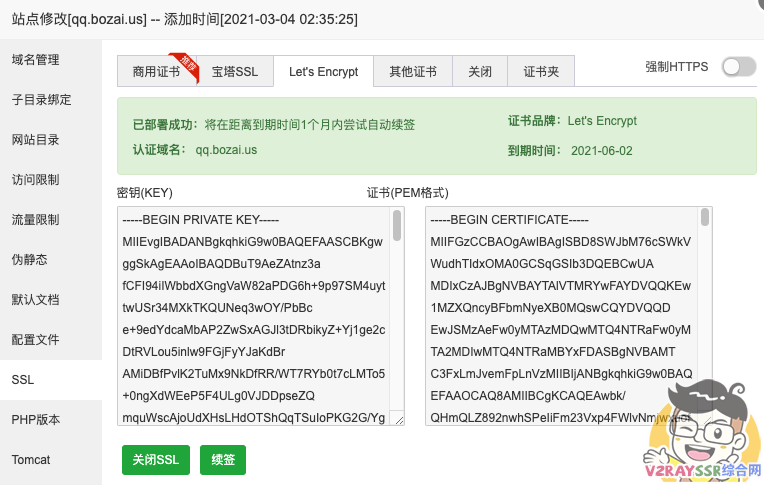 站点修改[qq.bozai.us] -- 添加时间[2021-03-04 02:35:25]
域名管理
子目录绑定
网站目录
访问限制
流量限制
伪静态
默认文档
配置文件
SSL
PHP版本
Tomcat
商用证书 推荐 宝塔SSL Let's Encrypt 其他证书 关闭 证书夹 强制HTTPS
已部署成功：将在距离到期时间1个月内尝试自动续签 证书品牌：Let's Encrypt
认证域名： qq.bozai.us 到期时间： 2021-06-02
密钥(KEY) 证书(PEM格式)
-----BEGIN PRIVATE KEY-----
MIIEvgIBADANBgkqhkiG9w0BAQEFAASCBKgw
ggSkAgEAAoIBAQDBuT9AeZAtnz3a
fCFI94iIWbbdXGngVaW82aPDG6h+9p97SM4uyt
twUSr34MXkTKQUNeq3wOY/PbBc
e+9edYdcaMbAP2ZwSxAGJl3tDRbikyZ+Yj1ge2c
DtRVLou5inIw9FGjFyYJaKdBr
AMiDBfPvlK2TuMx9NkDfRR/WT7RYb0t7cLMTo5
+0ngXdWEeP5F4ULg0VJDDpseZQ
mquWscAjoUdXHsLHdOTShQqTSuIoPKG2G/Yg
-----BEGIN CERTIFICATE-----
MIIFGzCCBAOgAwIBAgISBD8SWJbM76cSWkV
WudhTIdxOMA0GCSqGSIb3DQEBCwUA
MDIxCzAJBgNVBAYTAlVTMRYwFAYDVQQKEw
1MZXQncyBFbmNyeXB0MQswCQYDVQQD
EwJSMzAeFw0yMTAzMDQwMTQ4NTRaFw0yM
TA2MDIwMTQ4NTRaMBYxFDASBgNVBAMT
C3FxLmJvemFpLnVzMIIBIjANBgkqhkiG9w0BAQ
EFAAOCAQ8AMIIBCgKCAQEAwbk/
QHmQLZ892nwhSPeIiFm23Vxp4FWlvNmjwxuof
关闭SSL 续签
V2RAYSSR综合网